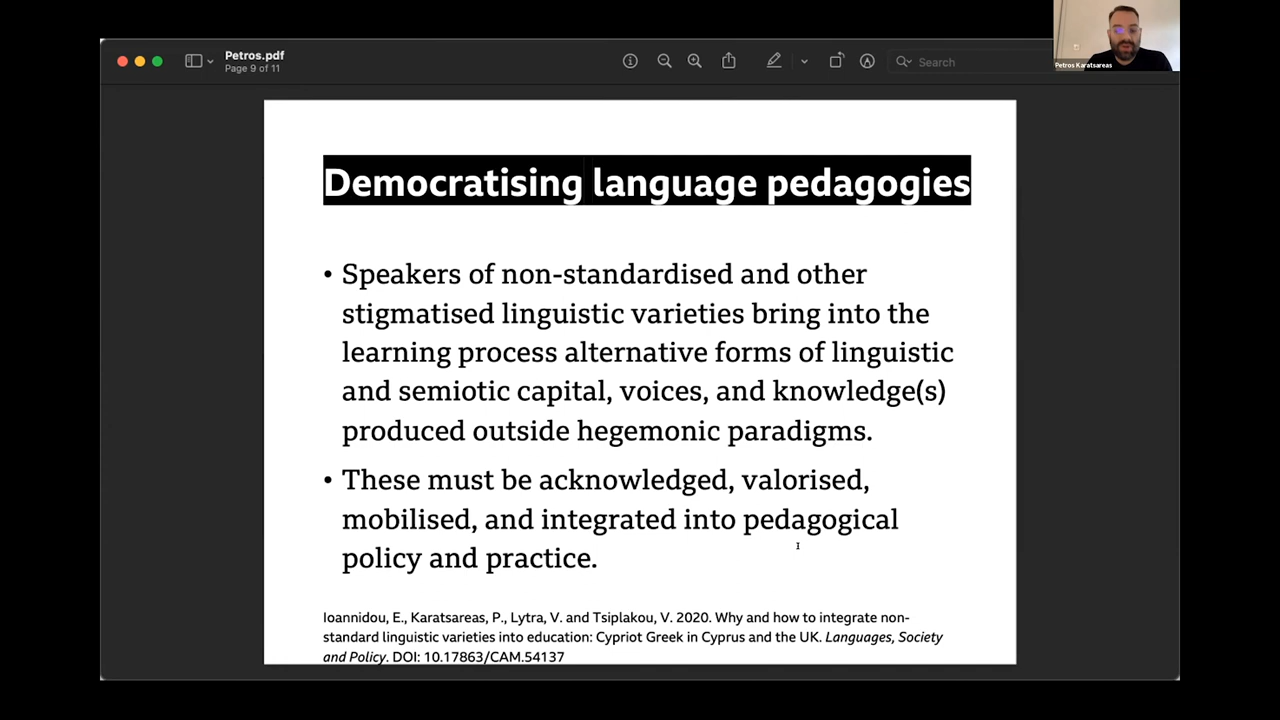 Petros.pdf
Page 9 of 11
Search
Petros Karatsareas
Democratising language pedagogies
• Speakers of non-standardised and other
stigmatised linguistic varieties bring into the
learning process alternative forms of linguistic
and semiotic capital, voices, and knowledge(s)
produced outside hegemonic paradigms.
• These must be acknowledged, valorised,
mobilised, and integrated into pedagogical
policy and practice.
Ioannidou, E., Karatsareas, P., Lytra, V. and Tsiplakou, V. 2020. Why and how to integrate non-
standard linguistic varieties into education: Cypriot Greek in Cyprus and the UK. Languages, Society
and Policy. DOI: 10.17863/CAM.54137